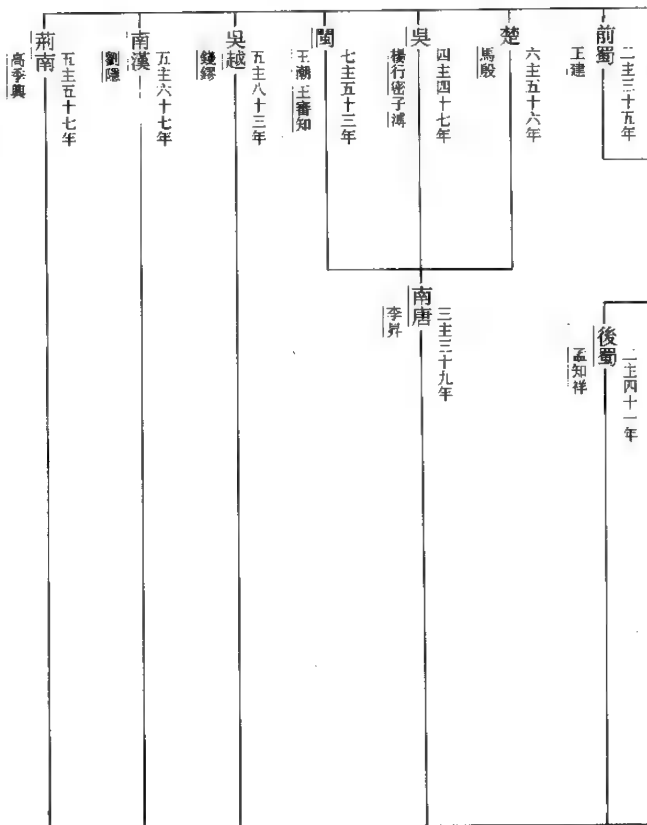 前蜀
二主三十五年
王建
楚
六主五十六年
馬殷
吳
四主四十七年
楊行密子溥
閩
七主五十三年
王潮王審知
吳越
五主八十三年
錢鏐
南漢
五主六十七年
劉隱
荊南
五主五十七年
高季興
後蜀
二主四十一年
孟知祥
南唐
三主三十九年
李昇